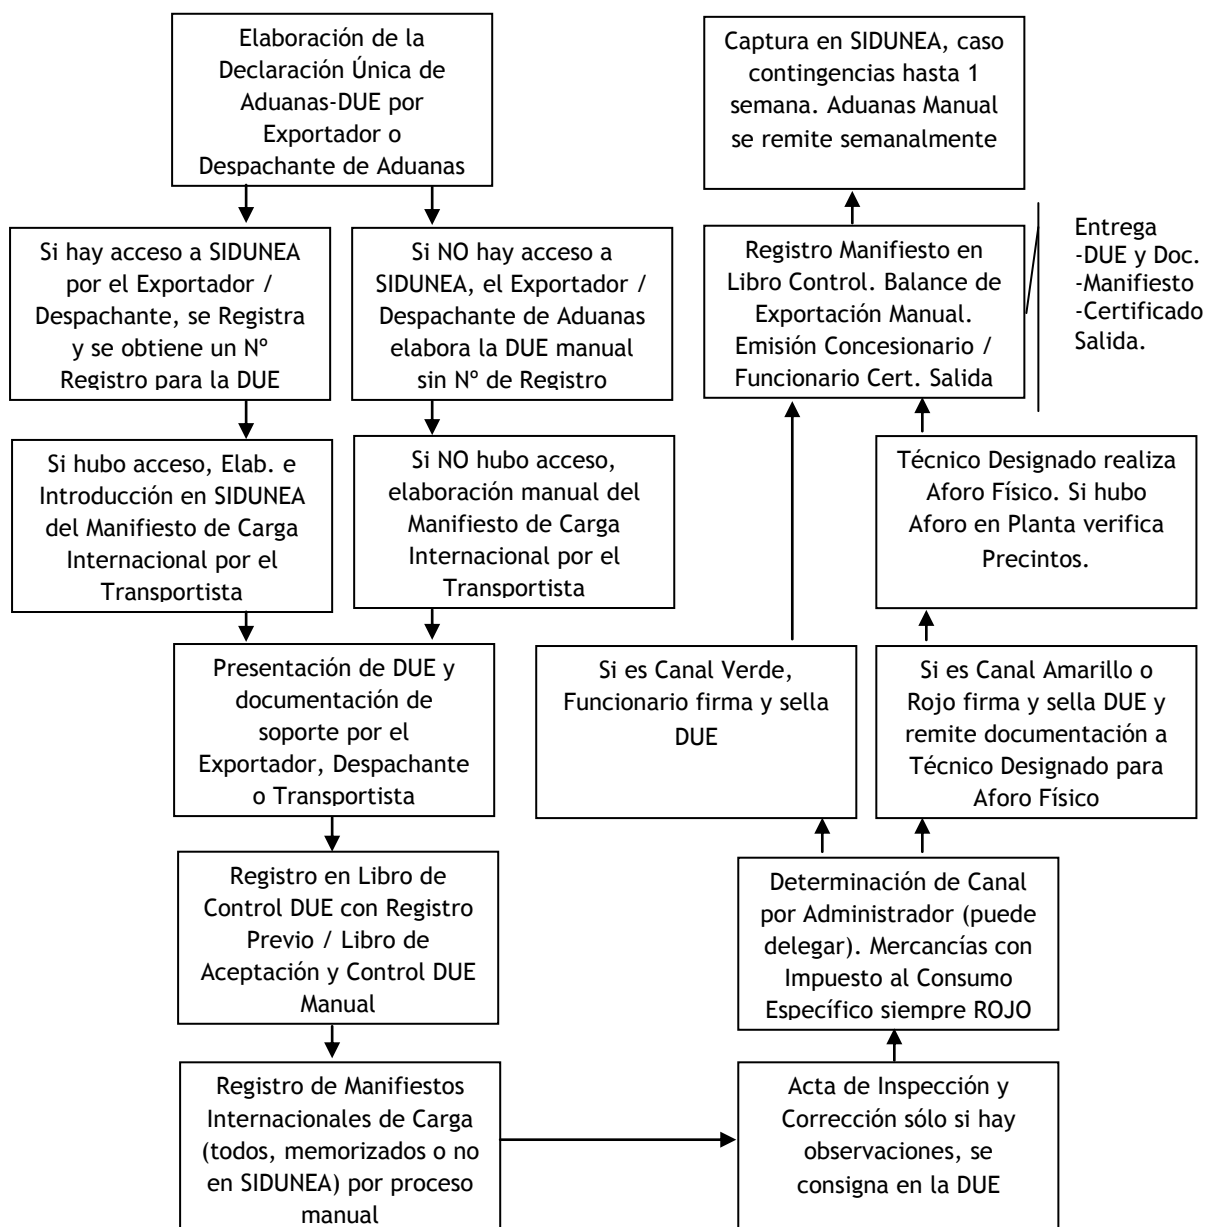 Elaboración de la
Declaración Única de
Aduanas-DUE por
Exportador o
Despachante de Aduanas
Si hay acceso a SIDUNEA
por el Exportador /
Despachante, se Registra
y se obtiene un Nº
Registro para la DUE
Si NO hay acceso a
SIDUNEA, el Exportador /
Despachante de Aduanas
elabora la DUE manual
sin Nº de Registro
Si hubo acceso, Elab. e
Introducción en SIDUNEA
del Manifiesto de Carga
Internacional por el
Transportista
Si NO hubo acceso,
elaboración manual del
Manifiesto de Carga
Internacional por el
Transportista
Presentación de DUE y
documentación de
soporte por el
Exportador, Despachante
o Transportista
Registro en Libro de
Control DUE con Registro
Previo / Libro de
Aceptación y Control DUE
Manual
Registro de Manifiestos
Internacionales de Carga
(todos, memorizados o no
en SIDUNEA) por proceso
manual
Acta de Inspección y
Corrección sólo si hay
observaciones, se
consigna en la DUE
Determinación de Canal
por Administrador (puede
delegar). Mercancías con
Impuesto al Consumo
Específico siempre ROJO
Si es Canal Verde,
Funcionario firma y sella
DUE
Si es Canal Amarillo o
Rojo firma y sella DUE y
remite documentación a
Técnico Designado para
Aforo Físico
Técnico Designado realiza
Aforo Físico. Si hubo
Aforo en Planta verifica
Precintos.
Registro Manifiesto en
Libro Control. Balance de
Exportación Manual.
Emisión Concesionario /
Funcionario Cert. Salida
Entrega
-DUE y Doc.
-Manifiesto
-Certificado
Salida.
Captura en SIDUNEA, caso
contingencias hasta 1
semana. Aduanas Manual
se remite semanalmente